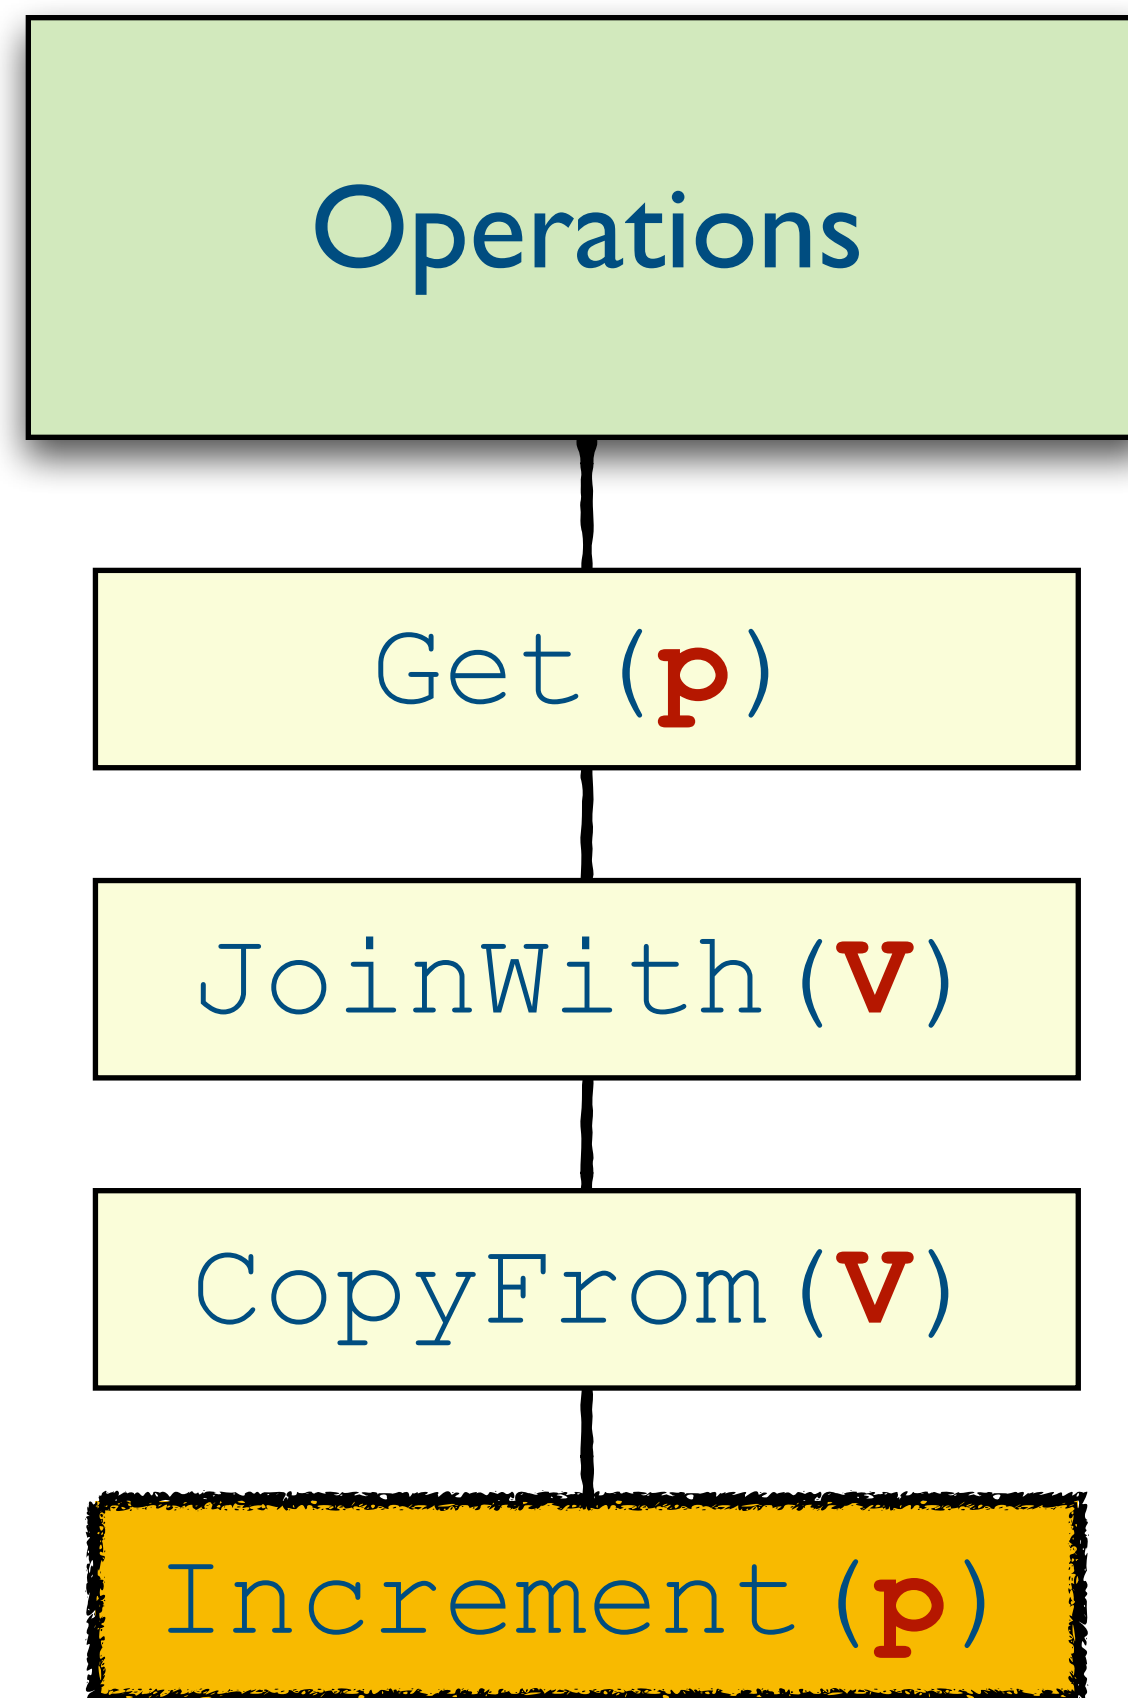 Operations
Get(p)
JoinWith(V)
CopyFrom(V)
Increment(p)